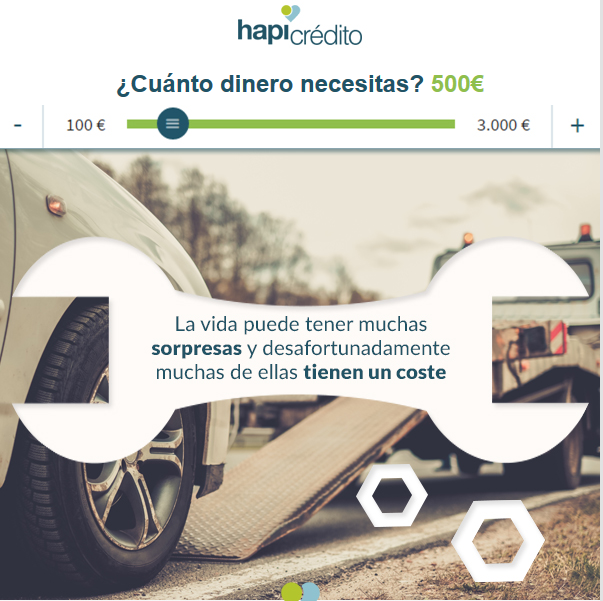 hapicrédito
¿Cuánto dinero necesitas? 500€
- 100 € 3.000 € +
La vida puede tener muchas
sorpresas y desafortunadamente
muchas de ellas tienen un coste